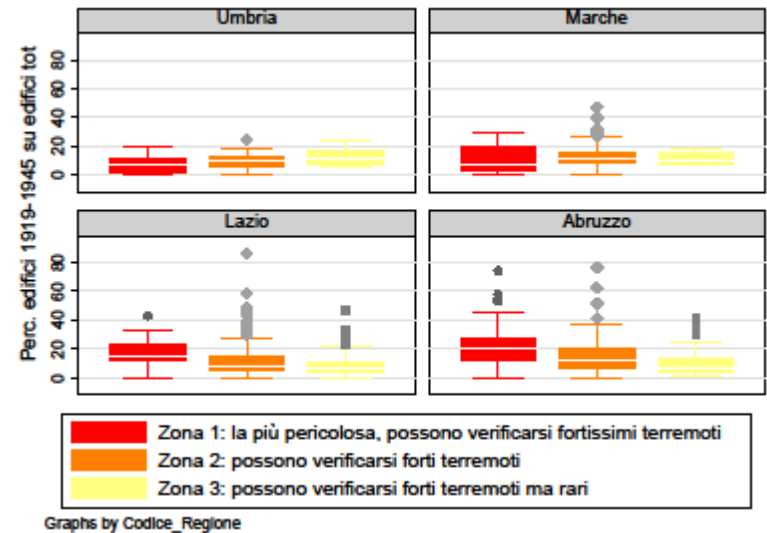 Umbria
Marche
Perc. edifici 1919-1945 su edifici tot
80
60
40
20
0
Lazio
Abruzzo
80
60
40
20
0
Zona 1: la più pericolosa, possono verificarsi fortissimi terremoti
Zona 2: possono verificarsi forti terremoti
Zona 3: possono verificarsi forti terremoti ma rari
Graphs by Codice_Regione